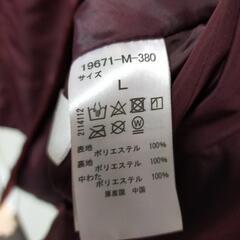 19671-M-380
サイズ
L
2114112
表地 ポリエステル 100%
裏地 ポリエステル 100%
中わた ポリエステル 100%
原産国 中国